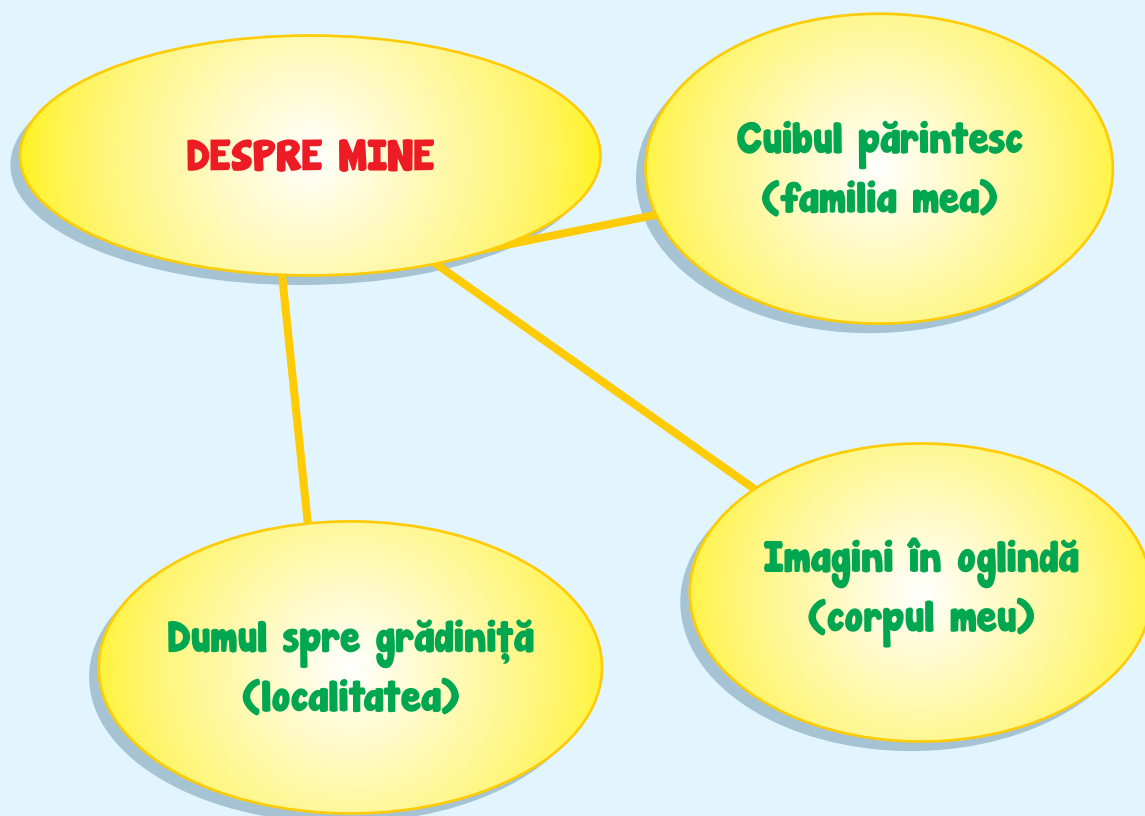 DESPRE MINE
Cuibul părintesc
(familia mea)
Imagini în oglindă
(corpul meu)
Dumul spre grădiniță
(localitatea)